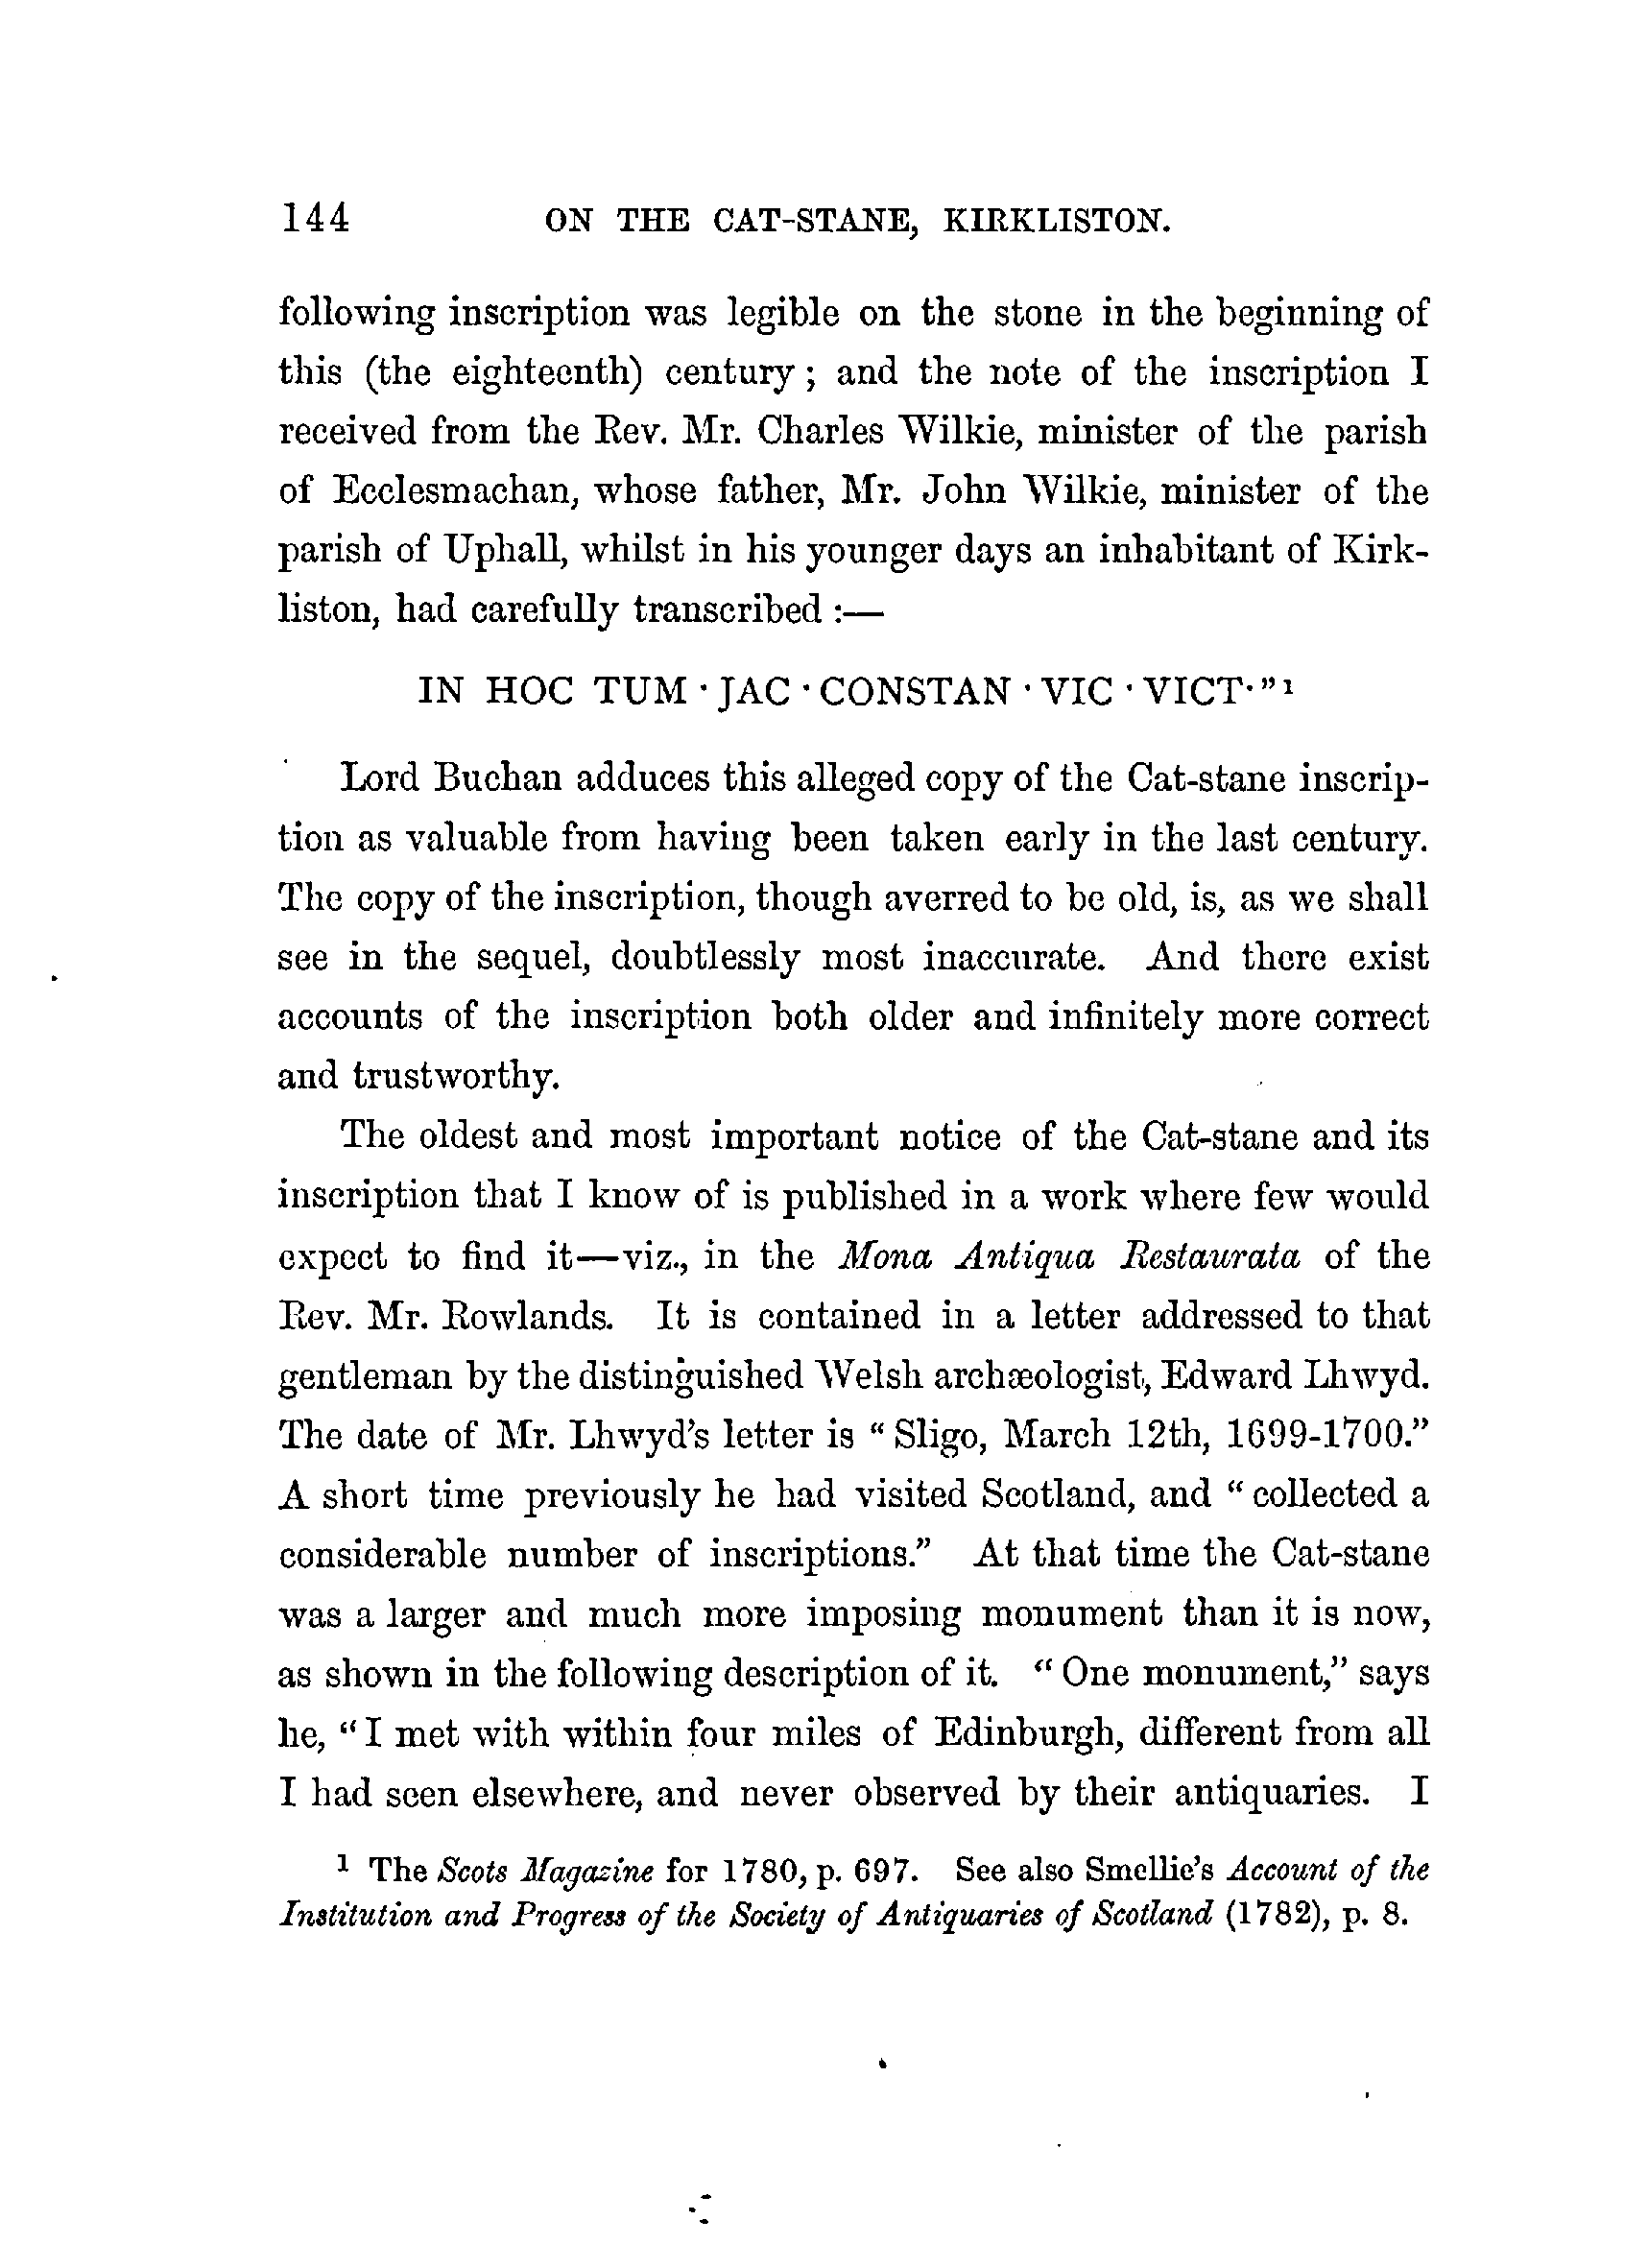 144 ON THE CAT-STANE, KIRKLISTON.
following inscription was legible on the stone in the beginning of
this (the eighteenth) century; and the note of the inscription I
received from the Rev. Mr. Charles Wilkie, minister of the parish
of Ecclesmachan, whose father, Mr. John Wilkie, minister of the
parish of Uphall, whilst in his younger days an inhabitant of Kirk-
liston, had carefully transcribed :—
IN HOC TUM · JAC · CONSTAN · VIC · VICT·” ¹
Lord Buchan adduces this alleged copy of the Cat-stane inscrip-
tion as valuable from having been taken early in the last century.
The copy of the inscription, though averred to be old, is, as we shall
see in the sequel, doubtlessly most inaccurate. And there exist
accounts of the inscription both older and infinitely more correct
and trustworthy.
The oldest and most important notice of the Cat-stane and its
inscription that I know of is published in a work where few would
expect to find it—viz., in the Mona Antiqua Restaurata of the
Rev. Mr. Rowlands. It is contained in a letter addressed to that
gentleman by the distinguished Welsh archæologist, Edward Lhwyd.
The date of Mr. Lhwyd’s letter is “Sligo, March 12th, 1699-1700.”
A short time previously he had visited Scotland, and “collected a
considerable number of inscriptions.” At that time the Cat-stane
was a larger and much more imposing monument than it is now,
as shown in the following description of it. “One monument,” says
he, “I met with within four miles of Edinburgh, different from all
I had seen elsewhere, and never observed by their antiquaries. I
¹ The Scots Magazine for 1780, p. 697. See also Smellie’s Account of the
Institution and Progress of the Society of Antiquaries of Scotland (1782), p. 8.